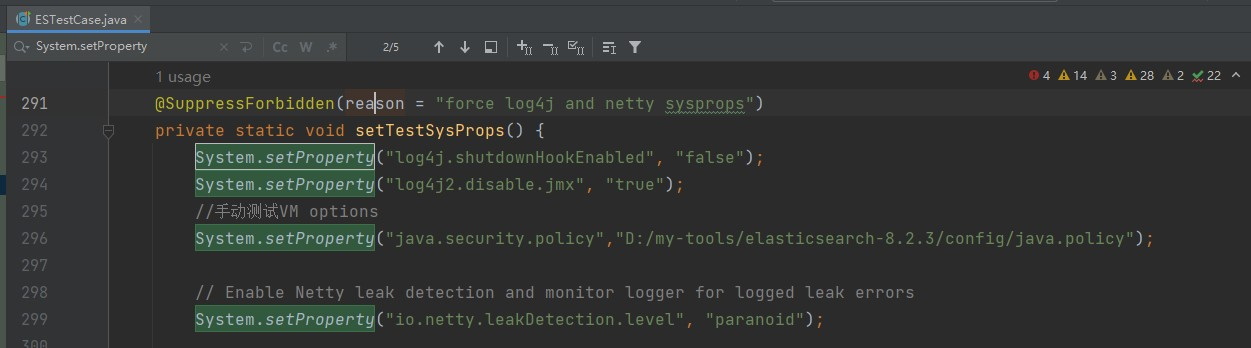 ESTestCase.java
System.setProperty
Cc W .* 2/5
1 usage
4 14 3 28 2 22
291 @SuppressForbidden(reason = "force log4j and netty sysprops")
292 private static void setTestSysProps() {
293 System.setProperty("log4j.shutdownHookEnabled", "false");
294 System.setProperty("log4j2.disable.jmx", "true");
295 //手动测试VM options
296 System.setProperty("java.security.policy","D:/my-tools/elasticsearch-8.2.3/config/java.policy");
297
298 // Enable Netty leak detection and monitor logger for logged leak errors
299 System.setProperty("io.netty.leakDetection.level", "paranoid");
300